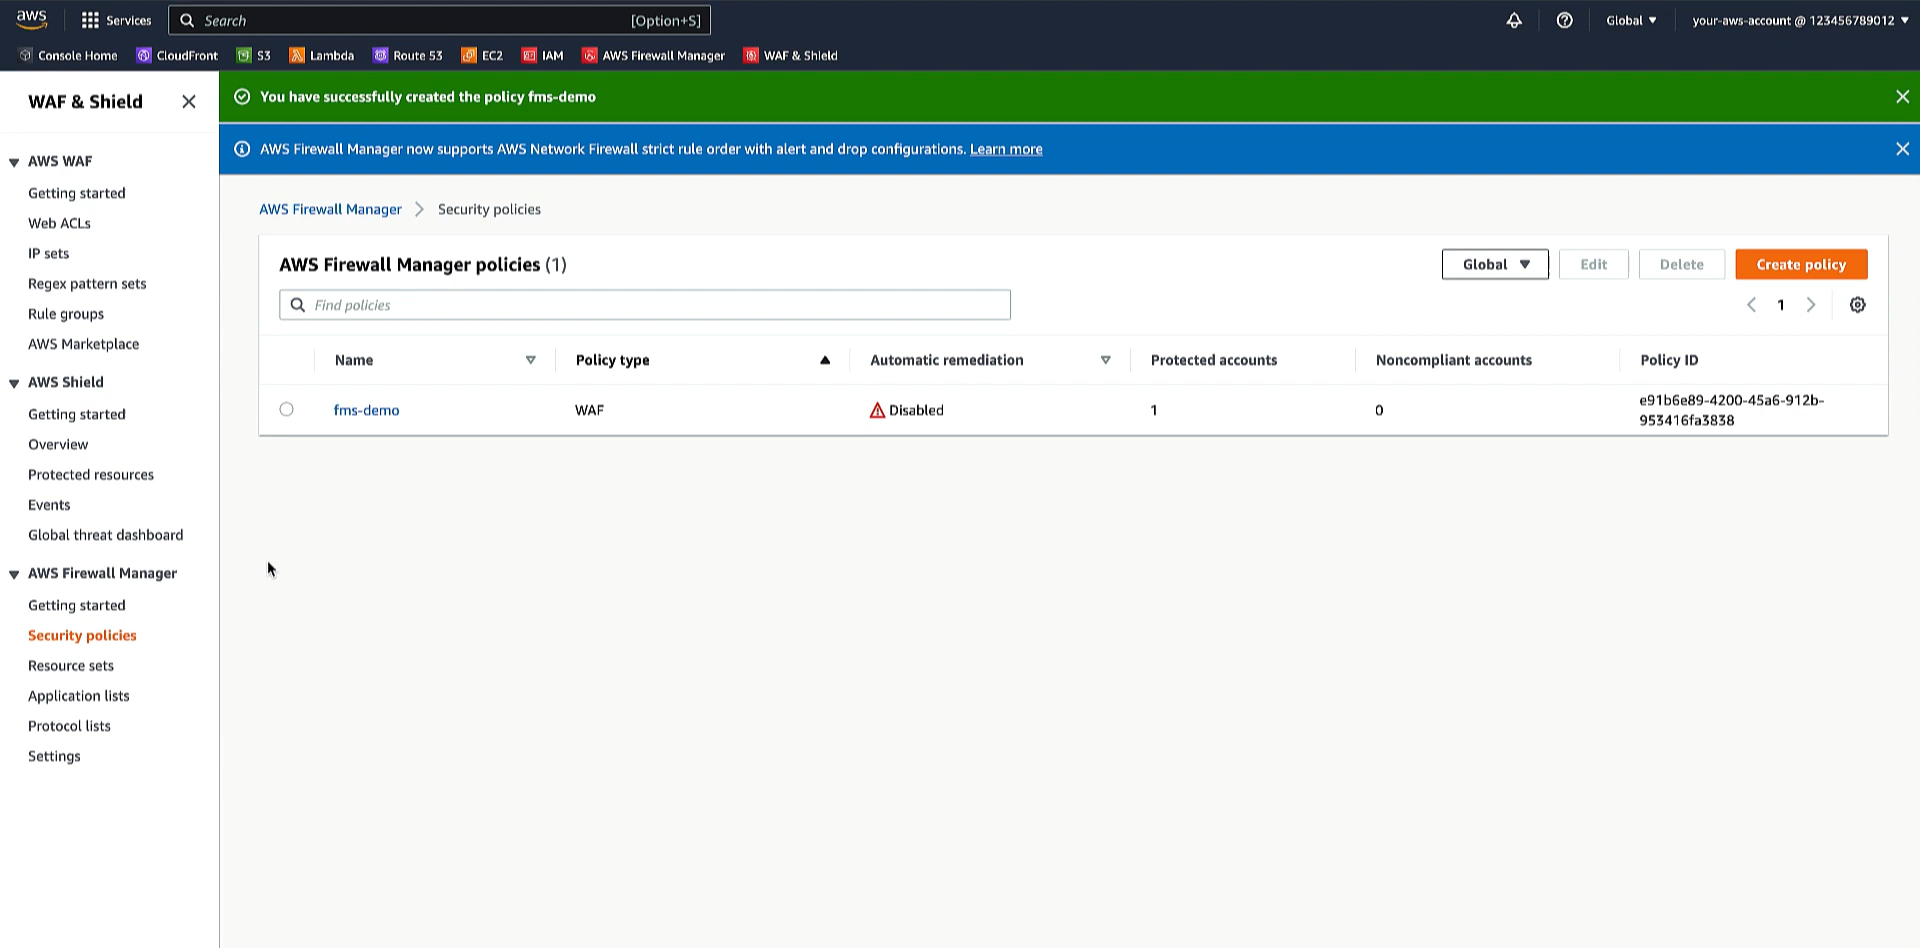 aws
Services
Search
[Option+S]
Global
your-aws-account @ 123456789012
Console Home
CloudFront
S3
Lambda
Route 53
EC2
IAM
AWS Firewall Manager
WAF & Shield
WAF & Shield
AWS WAF
Getting started
Web ACLs
IP sets
Regex pattern sets
Rule groups
AWS Marketplace
AWS Shield
Getting started
Overview
Protected resources
Events
Global threat dashboard
AWS Firewall Manager
Getting started
Security policies
Resource sets
Application lists
Protocol lists
Settings
You have successfully created the policy fms-demo
AWS Firewall Manager now supports AWS Network Firewall strict rule order with alert and drop configurations. Learn more
AWS Firewall Manager > Security policies
AWS Firewall Manager policies (1)
Global
Edit
Delete
Create policy
Find policies
1
Name
Policy type
Automatic remediation
Protected accounts
Noncompliant accounts
Policy ID
fms-demo
WAF
Disabled
1
0
e91b6e89-4200-45a6-912b-
953416fa3838